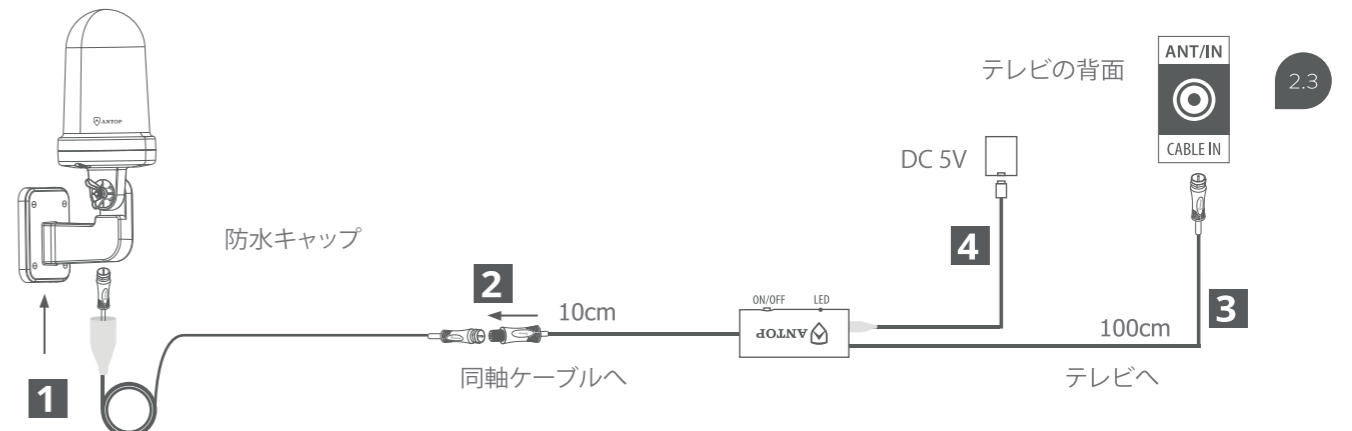 ANTOP
防水キャップ
1
2
10cm
同軸ケーブルへ
ON/OFF
LED
ANTOP
DC 5V
4
テレビの背面
ANT/IN
CABLE IN
2.3
3
100cm
テレビへ